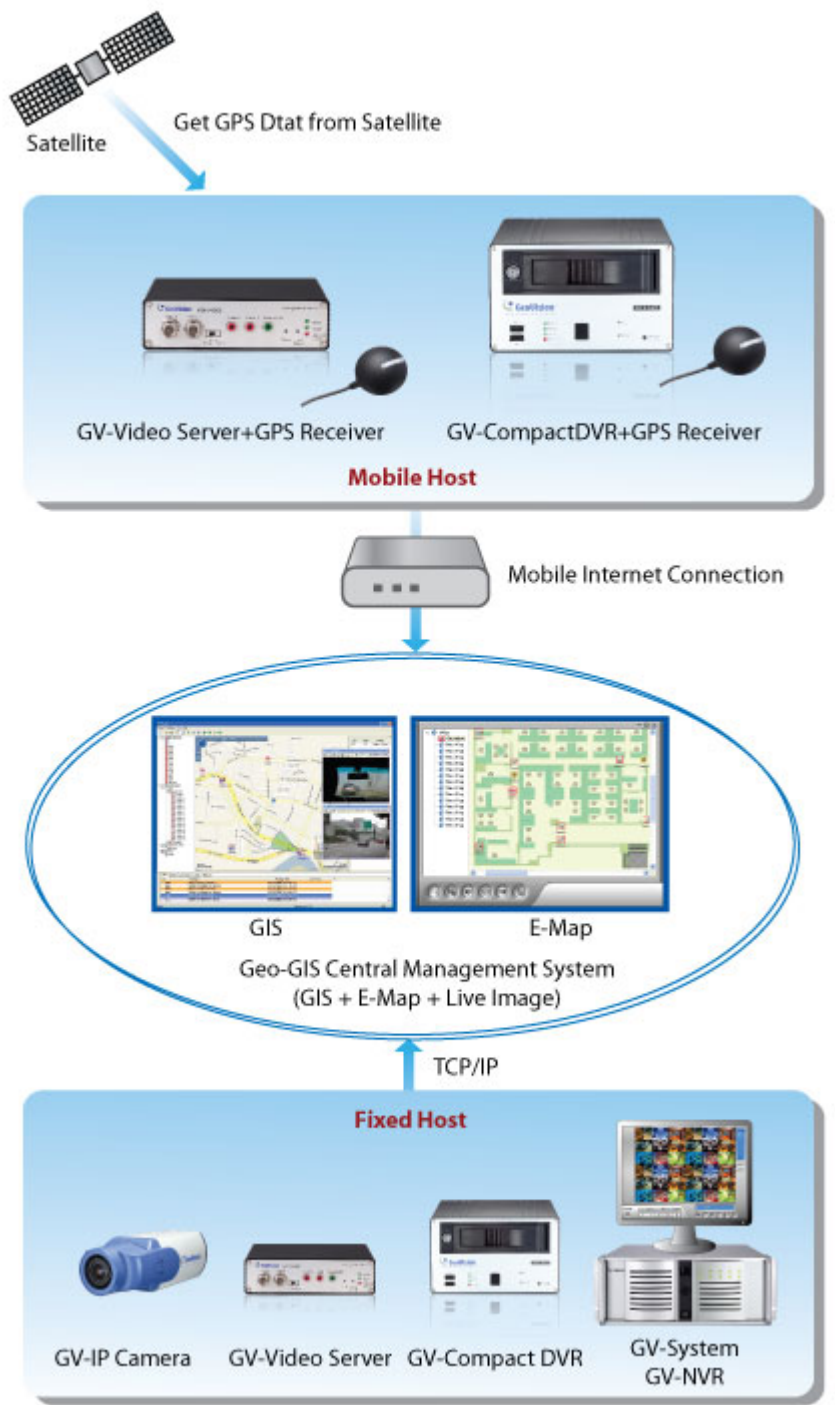 Get GPS Dtat from Satellite
Satellite
GeoVision
GeoVision
GV-Video Server+GPS Receiver
GV-CompactDVR+GPS Receiver
Mobile Host
Mobile Internet Connection
GIS
E-Map
Geo-GIS Central Management System
(GIS + E-Map + Live Image)
TCP/IP
Fixed Host
GV-IP Camera
GV-Video Server
GV-Compact DVR
GV-System
GV-NVR